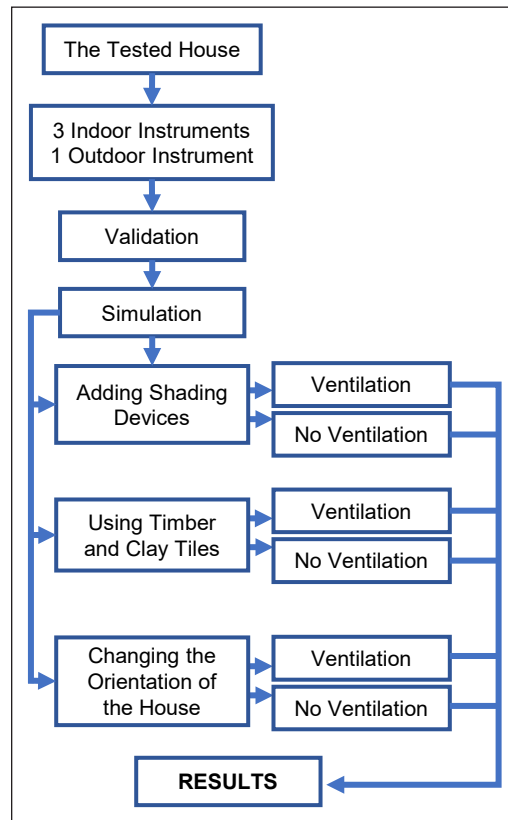 The Tested House
3 Indoor Instruments
1 Outdoor Instrument
Validation
Simulation
Adding Shading
Devices
Ventilation
No Ventilation
Using Timber
and Clay Tiles
Ventilation
No Ventilation
Changing the
Orientation of
the House
Ventilation
No Ventilation
RESULTS